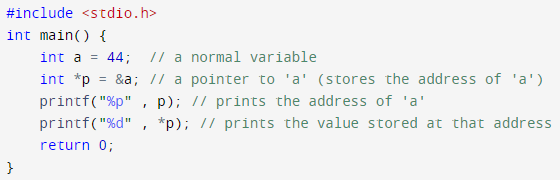 #include <stdio.h>
int main() {
    int a = 44;  // a normal variable
    int *p = &a; // a pointer to 'a' (stores the address of 'a')
    printf("%p" , p); // prints the address of 'a'
    printf("%d" , *p); // prints the value stored at that address
    return 0;
}